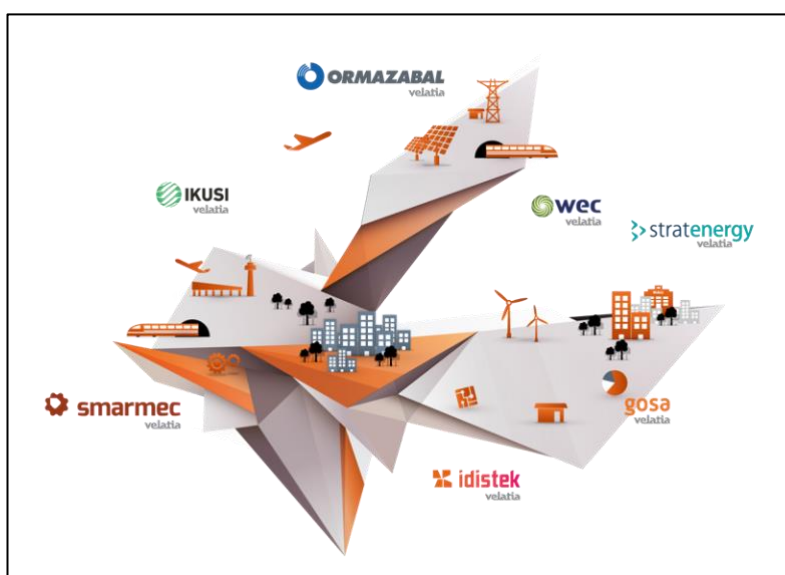 ORMAZABAL
velatia
IKUSI
velatia
wec
velatia
stratenergy
velatia
smarmec
velatia
gosa
velatia
idistek
velatia